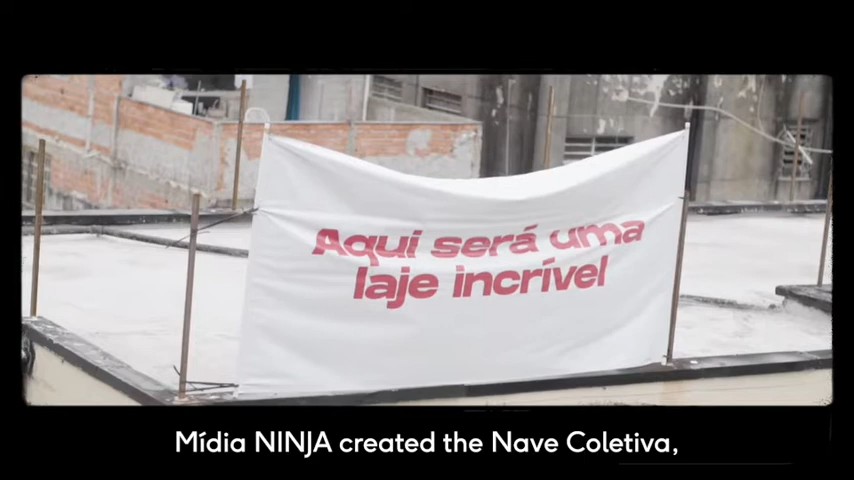 Aqui será uma
laje incrível
Mídia NINJA created the Nave Coletiva,